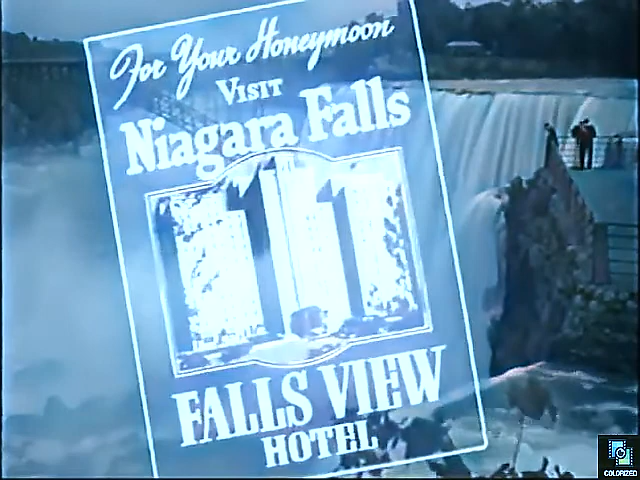 For Your Honeymoon
VISIT
Niagara Falls
FALLS VIEW
HOTEL
COLORIZED